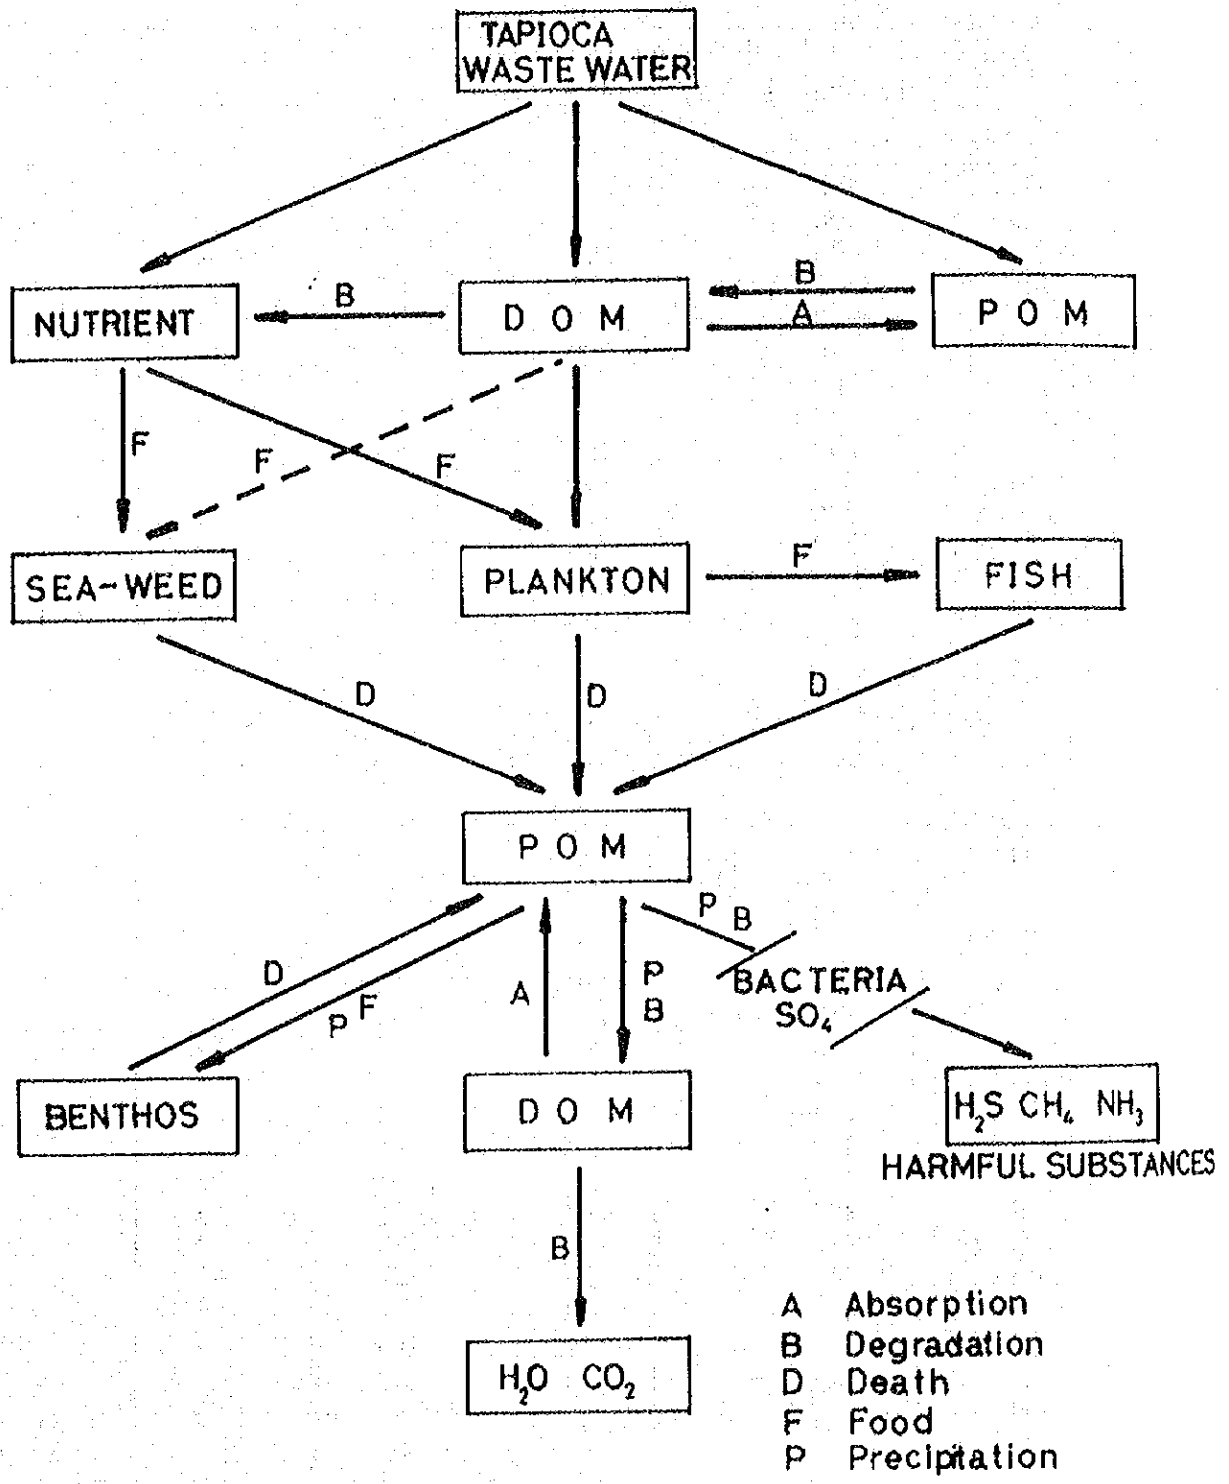 TAPIOCA
WASTE WATER
B
B
A
NUTRIENT
D O M
P O M
F
F
F
F
SEA-WEED
PLANKTON
FISH
D
D
D
P O M
P B
D
P F
A
P
B
BACTERIA
SO₄
BENTHOS
D O M
H₂S CH₄ NH₃
HARMFUL SUBSTANCES
B
H₂O CO₂
A Absorption
B Degradation
D Death
F Food
P Precipitation